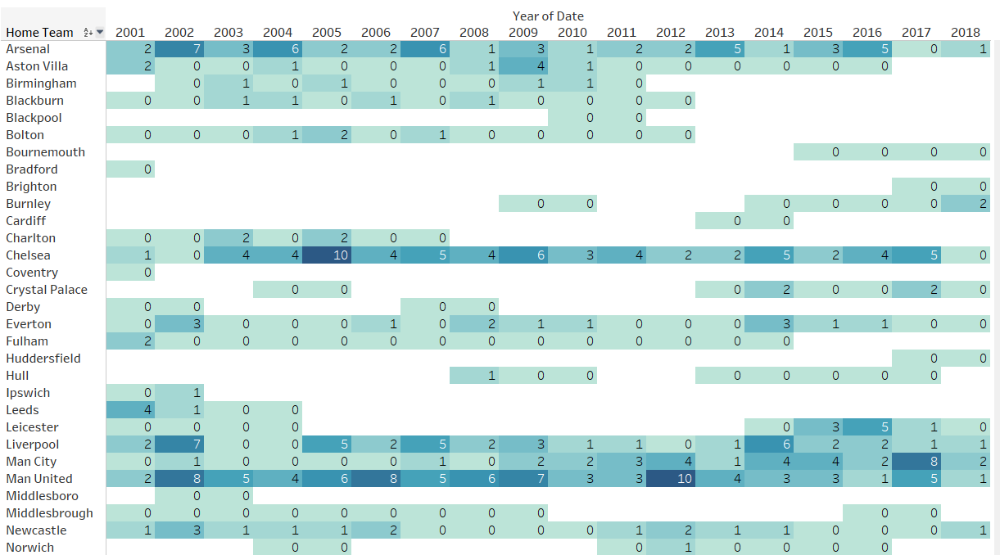 Year of Date
Home Team 2001 2002 2003 2004 2005 2006 2007 2008 2009 2010 2011 2012 2013 2014 2015 2016 2017 2018
Arsenal 2 7 3 6 2 2 6 1 3 1 2 2 5 1 3 5 0 1
Aston Villa 2 0 0 1 0 0 0 1 4 1 0 0 0 0 0 0
Birmingham 0 1 0 1 0 0 0 1 1 0
Blackburn 0 0 1 1 0 1 0 1 0 0 0 0
Blackpool 0 0
Bolton 0 0 0 1 2 0 1 0 0 0 0 0
Bournemouth 0 0 0 0
Bradford 0
Brighton 0 0
Burnley 0 0 0 0 0 0 2
Cardiff 0 0
Charlton 0 0 2 0 2 0 0
Chelsea 1 0 4 4 10 4 5 4 6 3 4 2 2 5 2 4 5 0
Coventry 0
Crystal Palace 0 0 0 2 0 0 2 0
Derby 0 0 0 0
Everton 0 3 0 0 0 1 0 2 1 1 0 0 0 3 1 1 0 0
Fulham 2 0 0 0 0 0 0 0 0 0 0 0 0 0
Huddersfield 0 0
Hull 1 0 0 0 0 0 0 0
Ipswich 0 1
Leeds 4 1 0 0
Leicester 0 0 0 0 0 3 5 1 0
Liverpool 2 7 0 0 5 2 5 2 3 1 1 0 1 6 2 2 1 1
Man City 0 1 0 0 0 0 1 0 2 2 3 4 1 4 4 2 8 2
Man United 2 8 5 4 6 8 5 6 7 3 3 10 4 3 3 1 5 1
Middlesboro 0 0
Middlesbrough 0 0 0 0 0 0 0 0 0 0 0
Newcastle 1 3 1 1 1 2 0 0 0 0 1 2 1 1 0 0 0 1
Norwich 0 0 0 1 0 0 0 0